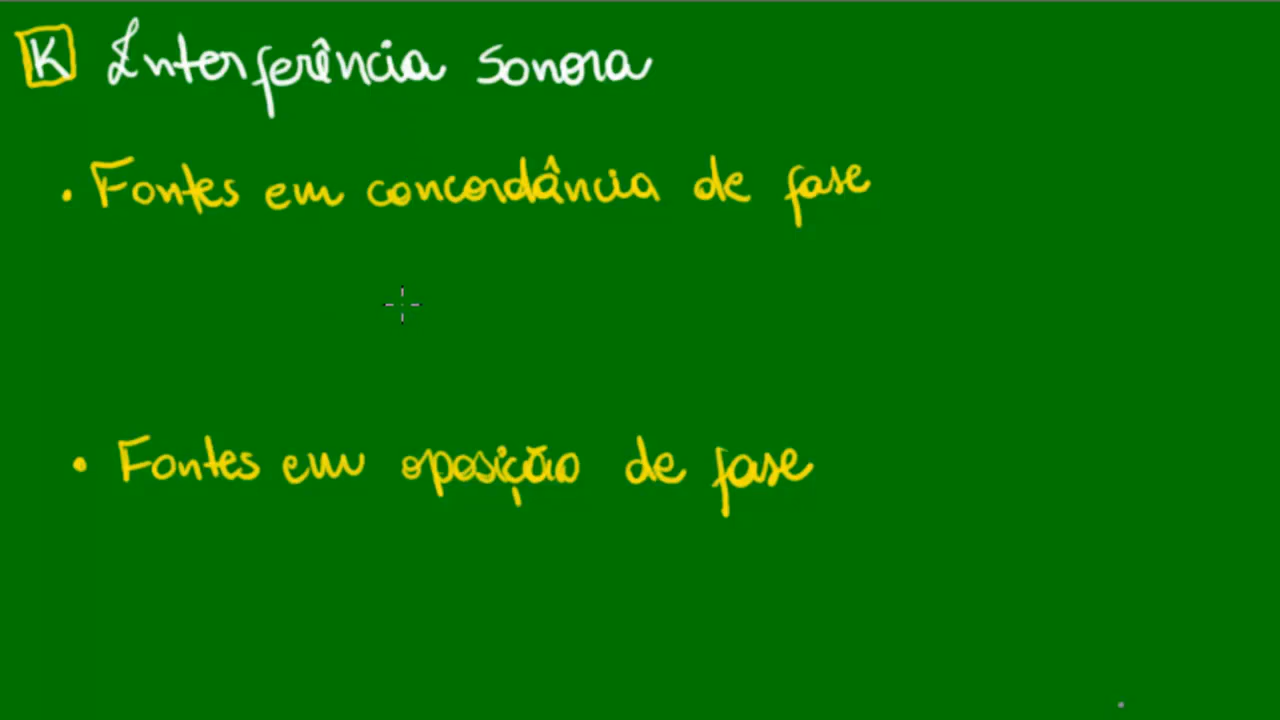 K Interferência sonora
• Fontes em concordância de fase
• Fontes em oposição de fase